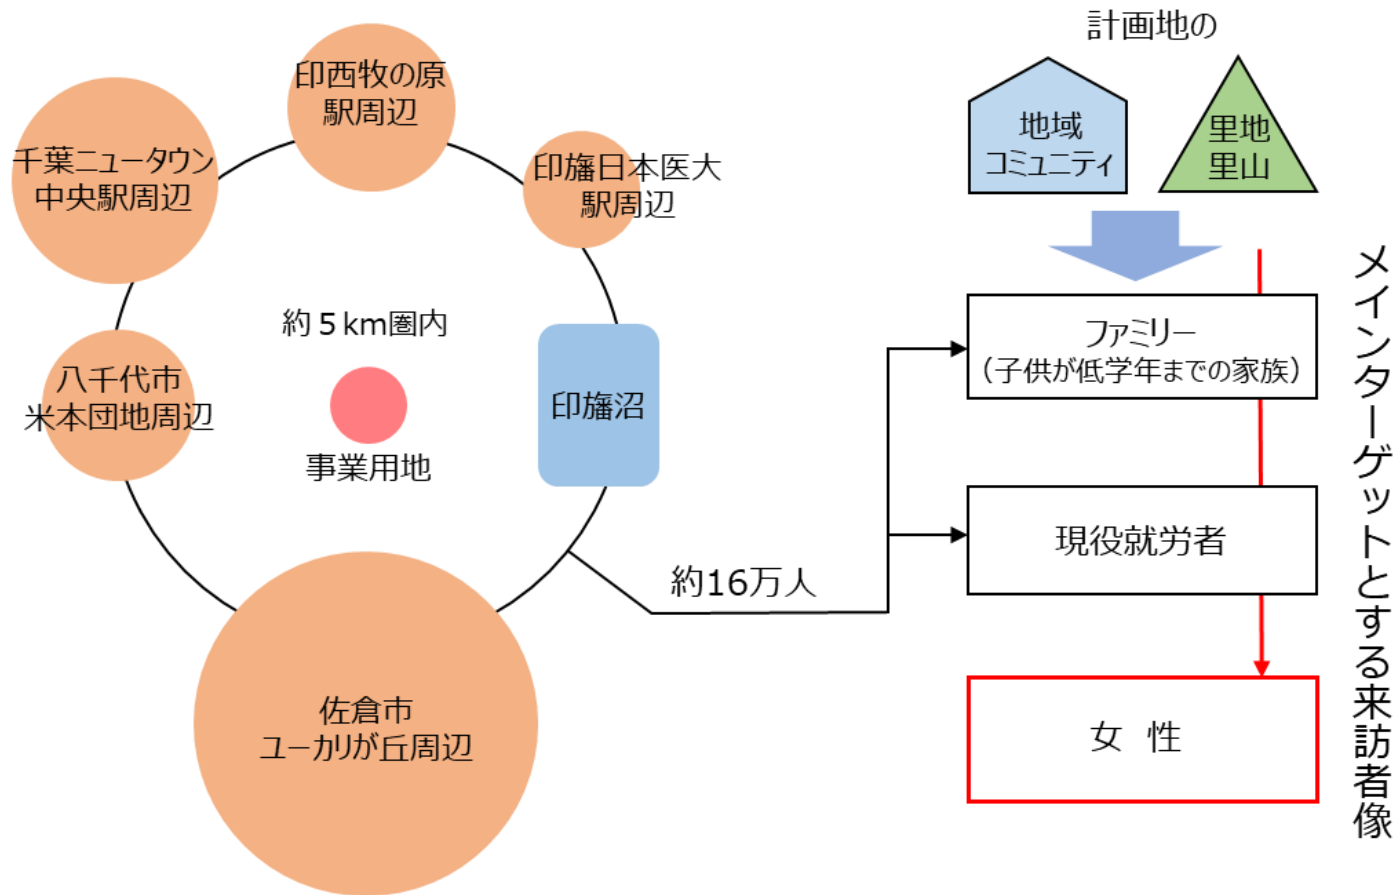 計画地の
印西牧の原
駅周辺
千葉ニュータウン
中央駅周辺
印旛日本医大
駅周辺
地域
コミュニティ
里地
里山
約５km圏内
事業用地
八千代市
米本団地周辺
印旛沼
ファミリー
（子供が低学年までの家族）
現役就労者
約16万人
佐倉市
ユーカリが丘周辺
女 性
メインターゲットとする来訪者像